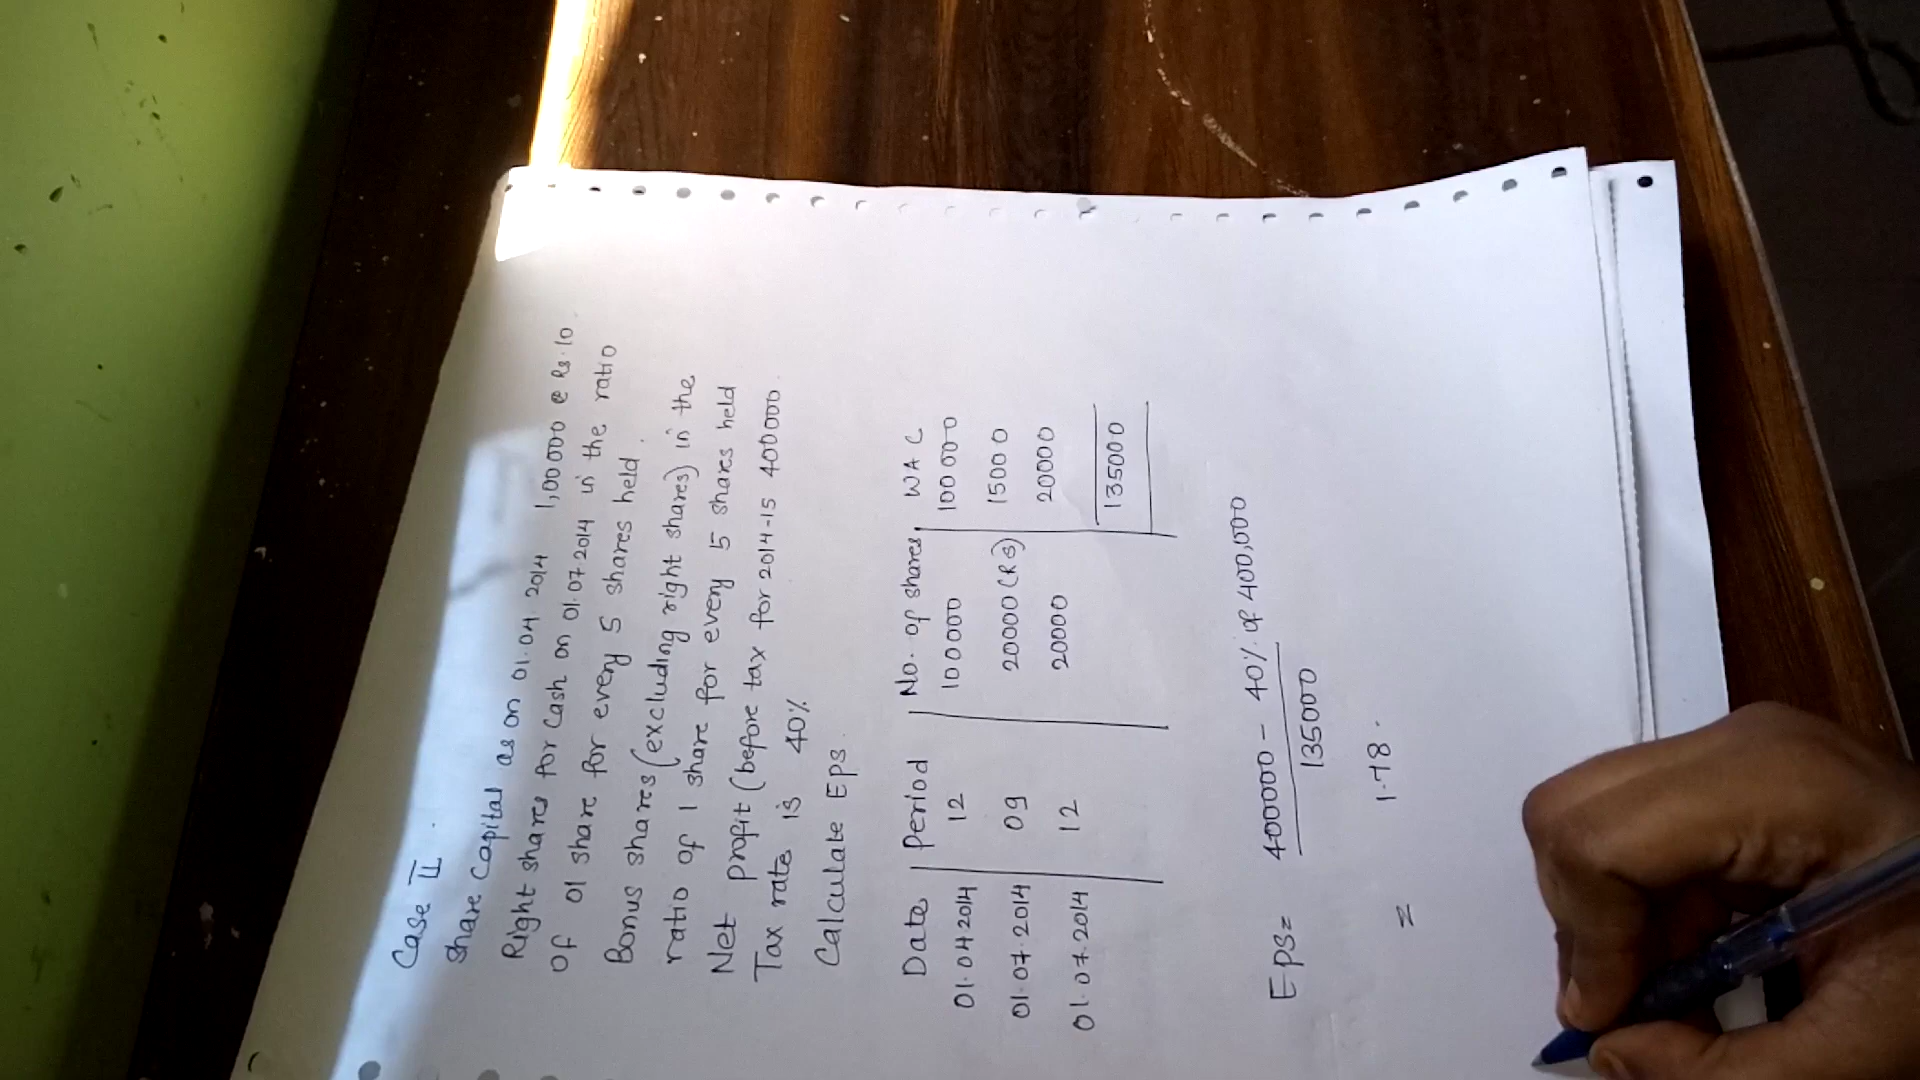 Case II.
Share Capital as on 01.04.2014 1,00000 @ Rs.10.
Right shares for Cash on 01.07.2014 in the ratio
of 01 share for every 5 shares held.
Bonus shares (excluding right shares) in the
ratio of 1 share for every 5 shares held
Net profit (before tax for 2014-15 400000.
Tax rate is 40%
Calculate Eps.
Date Period No. of shares, WAC
01.04 2014 12 100000 100000
01.07.2014 09 20000 (RS) 15000
01.07.2014 12 20000 20000
135000
Eps= 400000 - 40% of 400,000
135000
= 1.78.